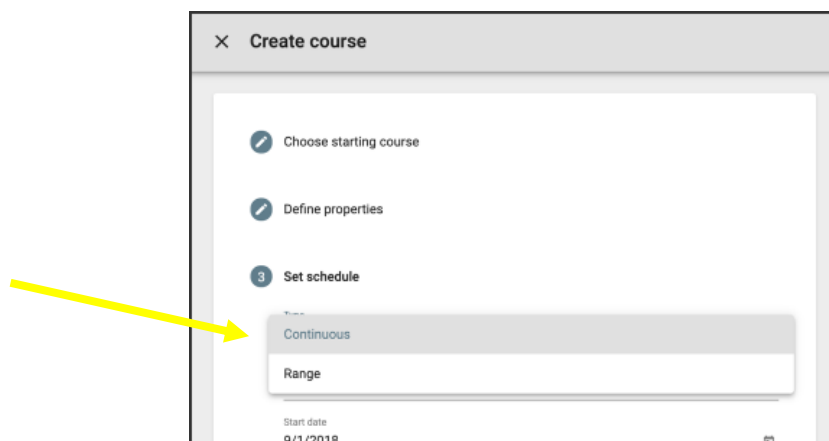 Create course
Choose starting course
Define properties
3 Set schedule
Continuous
Range
Start date
9/1/2018